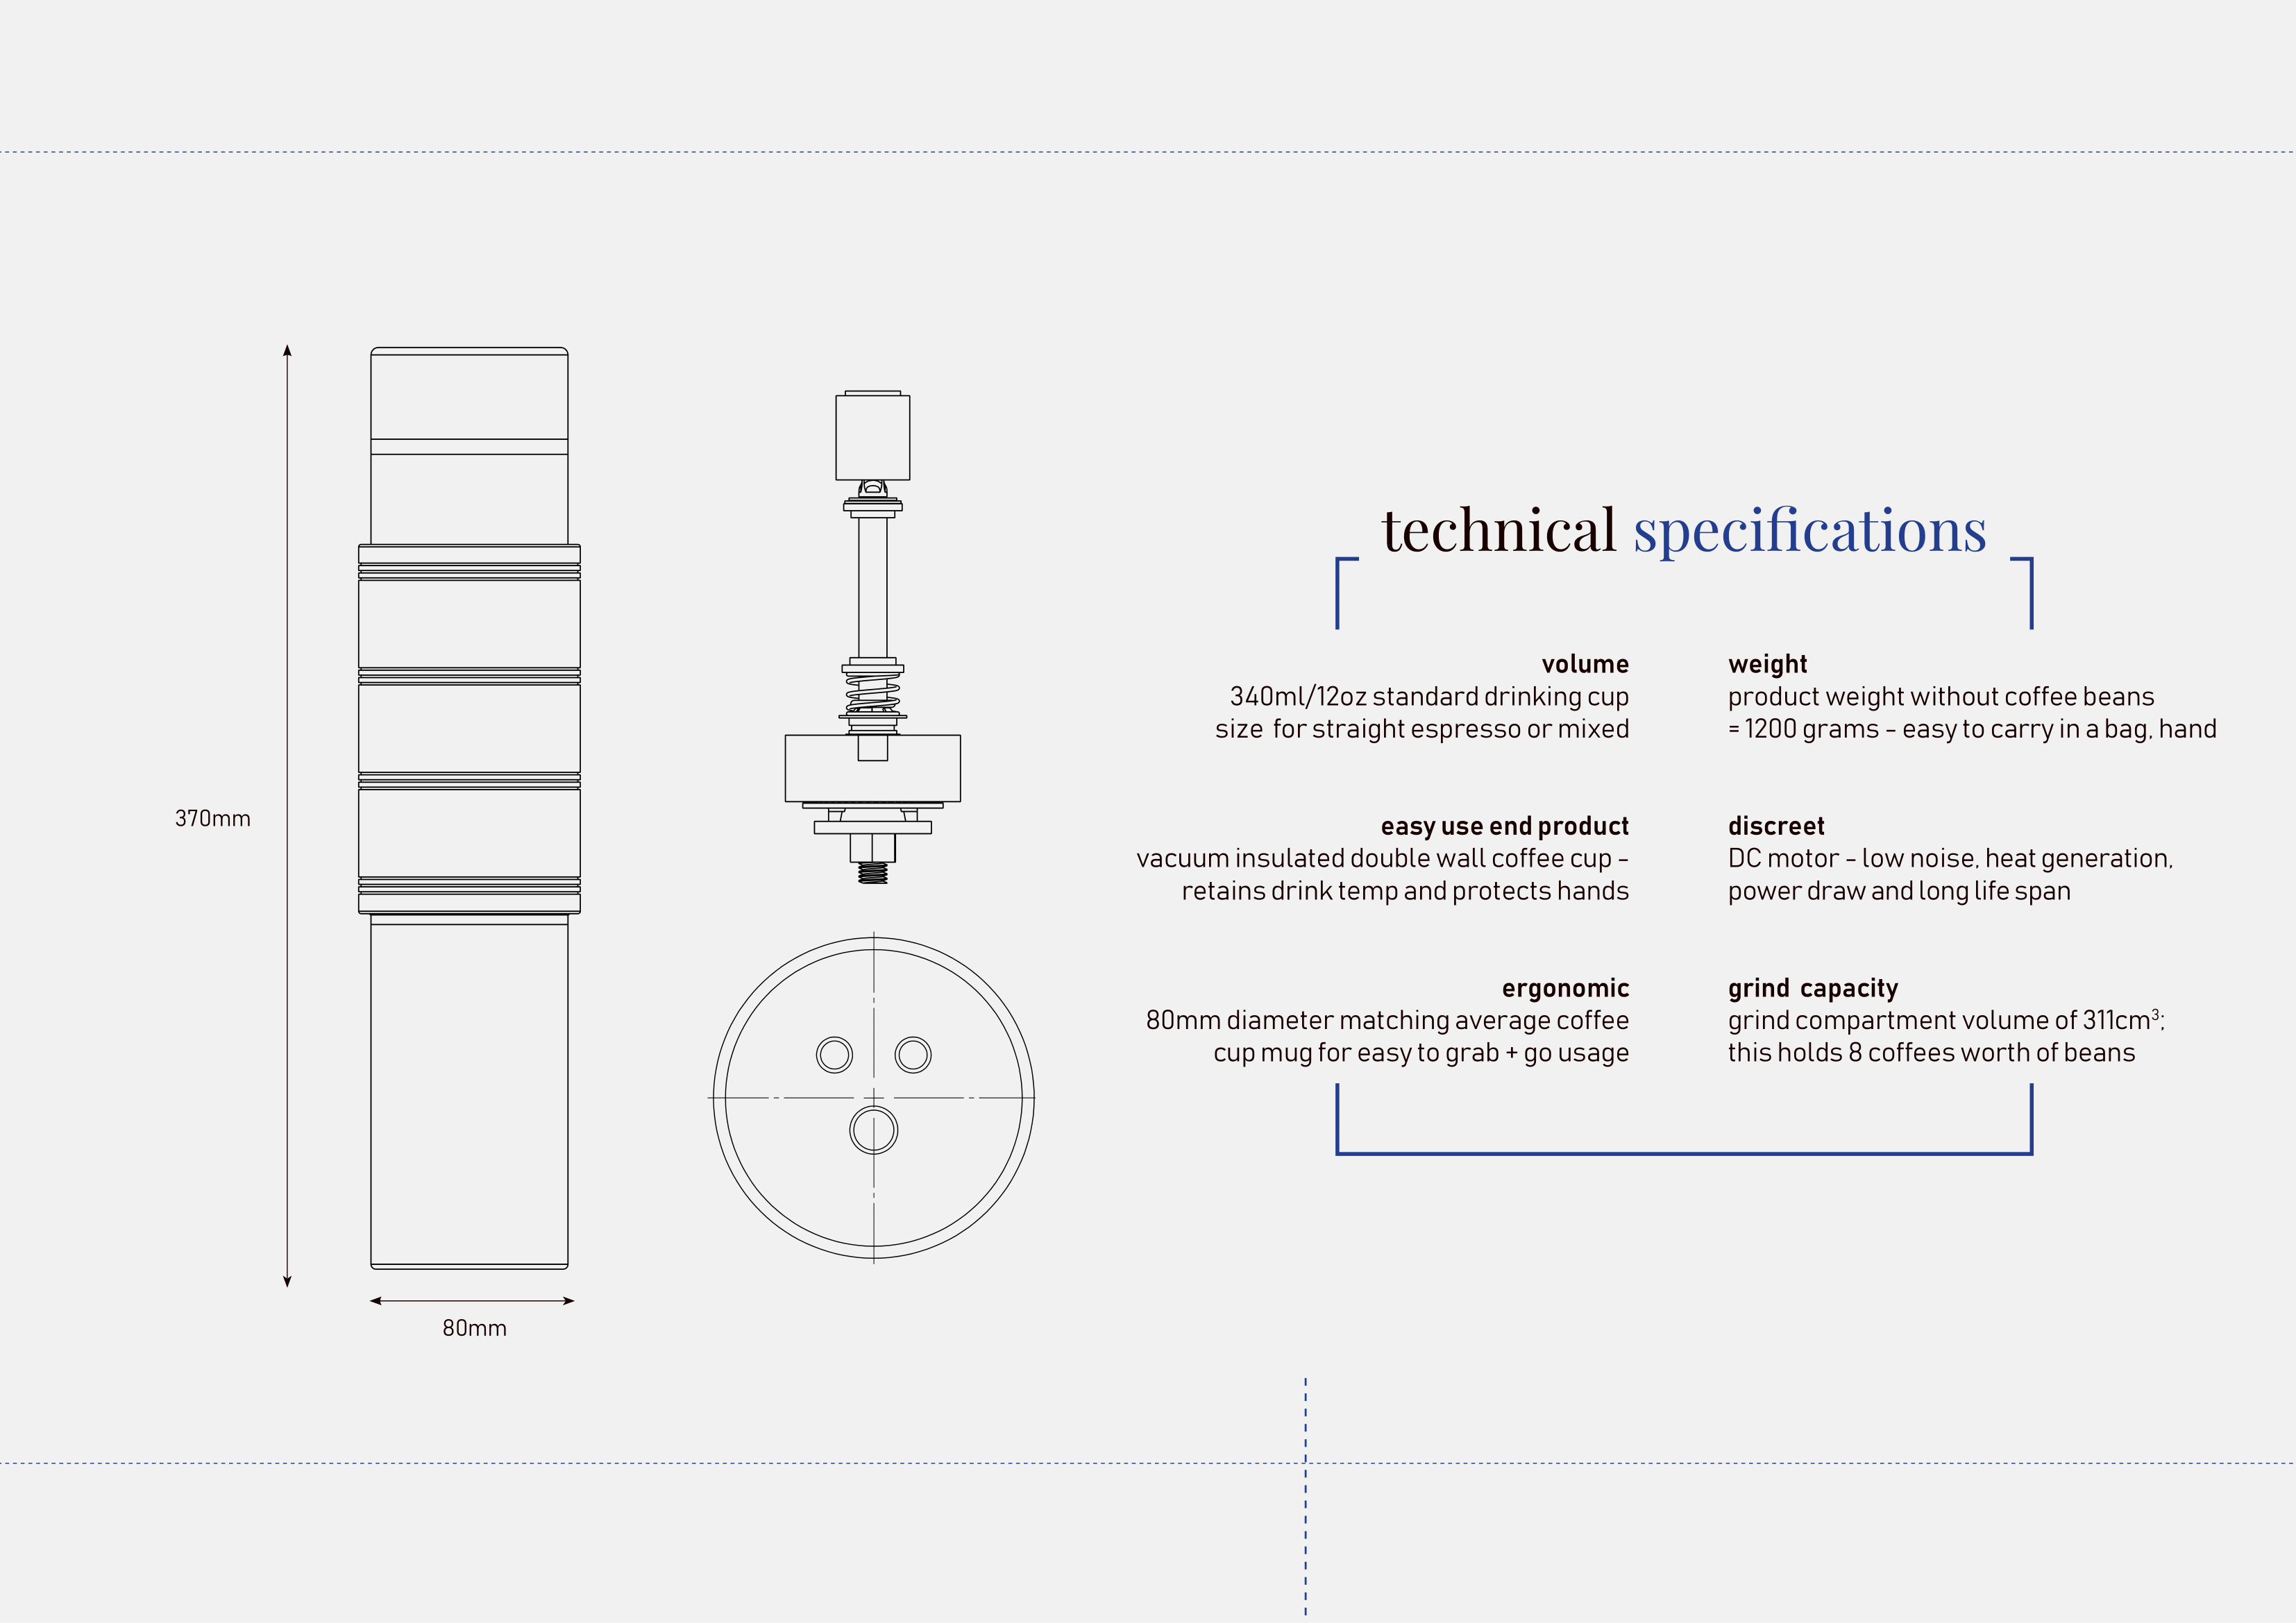 370mm
80mm
technical specifications
volume
340ml/12oz standard drinking cup
size for straight espresso or mixed
easy use end product
vacuum insulated double wall coffee cup -
retains drink temp and protects hands
ergonomic
80mm diameter matching average coffee
cup mug for easy to grab + go usage
weight
product weight without coffee beans
= 1200 grams - easy to carry in a bag, hand
discreet
DC motor - low noise, heat generation,
power draw and long life span
grind capacity
grind compartment volume of 311cm³;
this holds 8 coffees worth of beans